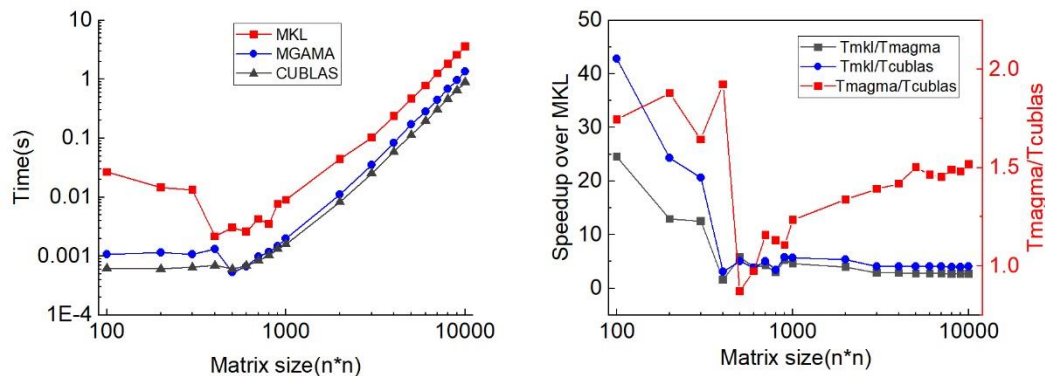 10
1
0.1
0.01
0.001
1E-4
Time(s)
MKL
MGAMA
CUBLAS
100
1000
10000
Matrix size(n*n)
50
40
30
20
10
0
Speedup over MKL
Tmkl/Tmagma
Tmkl/Tcublas
Tmagma/Tcublas
2.0
1.5
1.0
Tmagma/Tcublas
100
1000
10000
Matrix size(n*n)